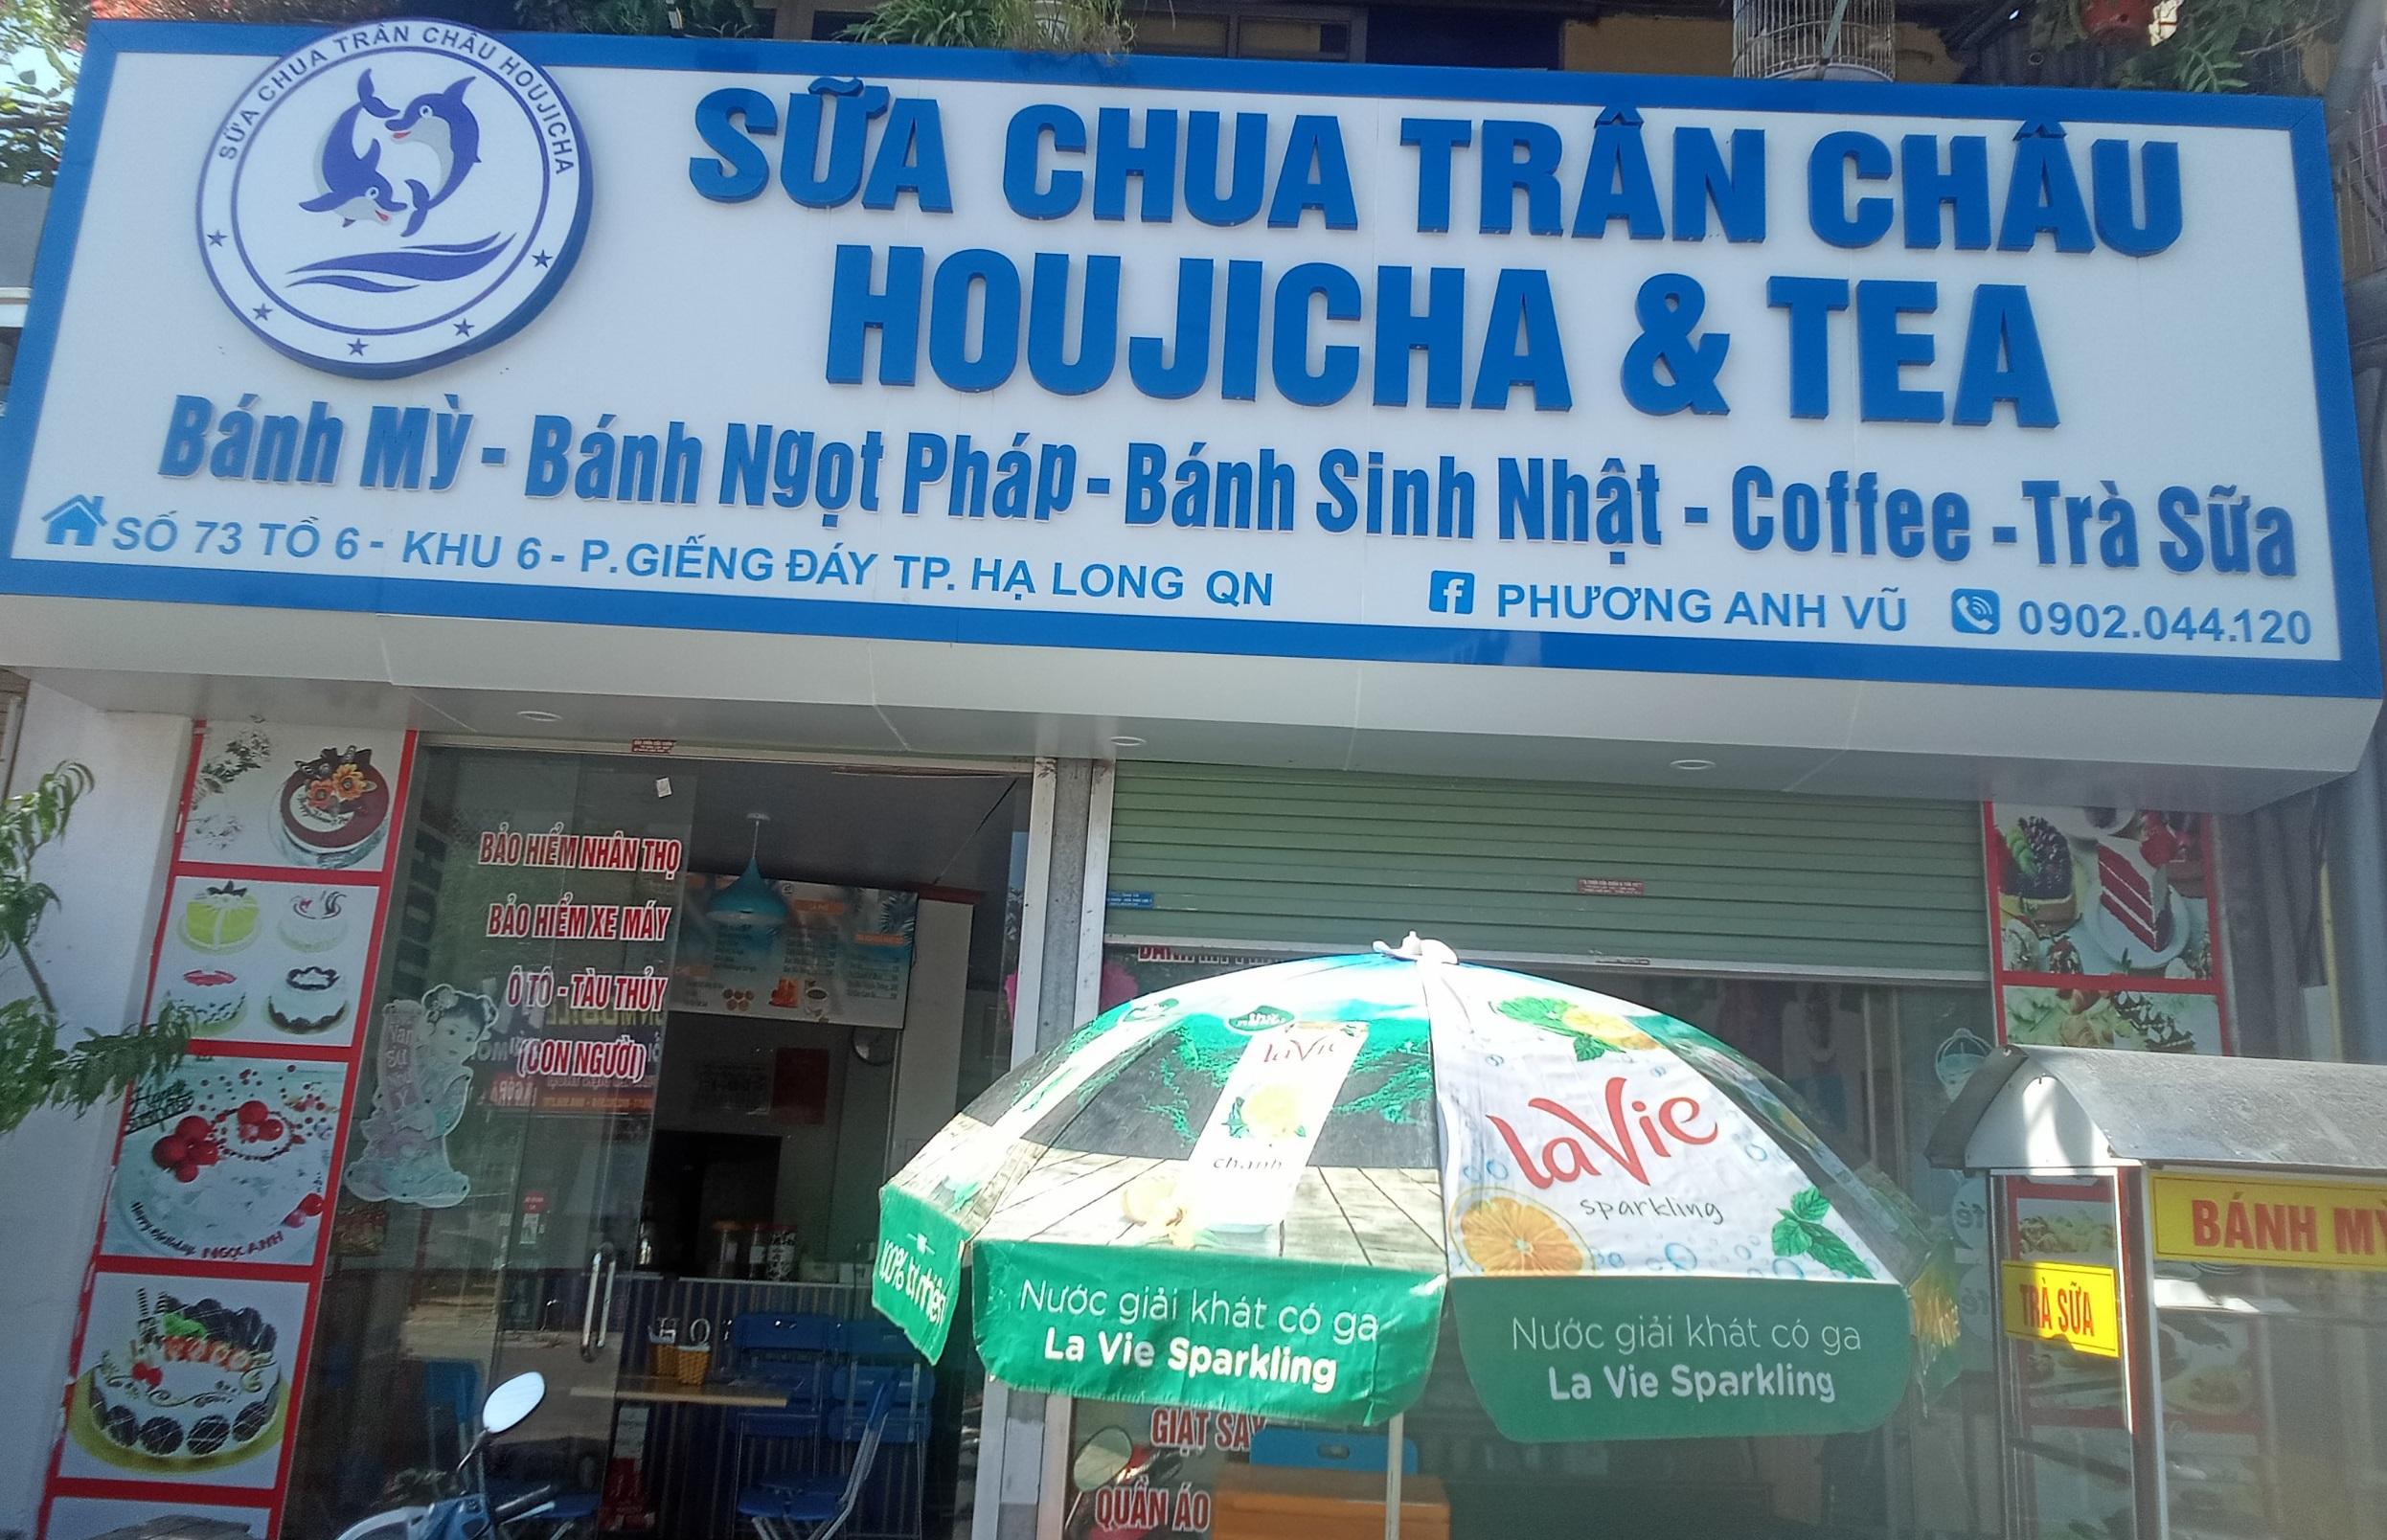 SỮA CHUA TRÂN CHÂU HOUJICHA
SỮA CHUA TRÂN CHÂU
HOUJICHA & TEA
Bánh Mỳ - Bánh Ngọt Pháp - Bánh Sinh Nhật - Coffee - Trà Sữa
SỐ 73 TỔ 6 - KHU 6 - P. GIẾNG ĐÁY TP. HẠ LONG QN
PHƯƠNG ANH VŨ 0902.044.120
BẢO HIỂM NHÂN THỌ
BẢO HIỂM XE MÁY
Ô TÔ - TÀU THỦY
(CON NGƯỜI)
laVie
chanh
laVie
sparkling
100% tự nhiên
Nước giải khát có ga
La Vie Sparkling
Nước giải khát có ga
La Vie Sparkling
BÁNH MỲ
TRÀ SỮA
GIẶT SẤY
QUẦN ÁO
NGỌC ANH